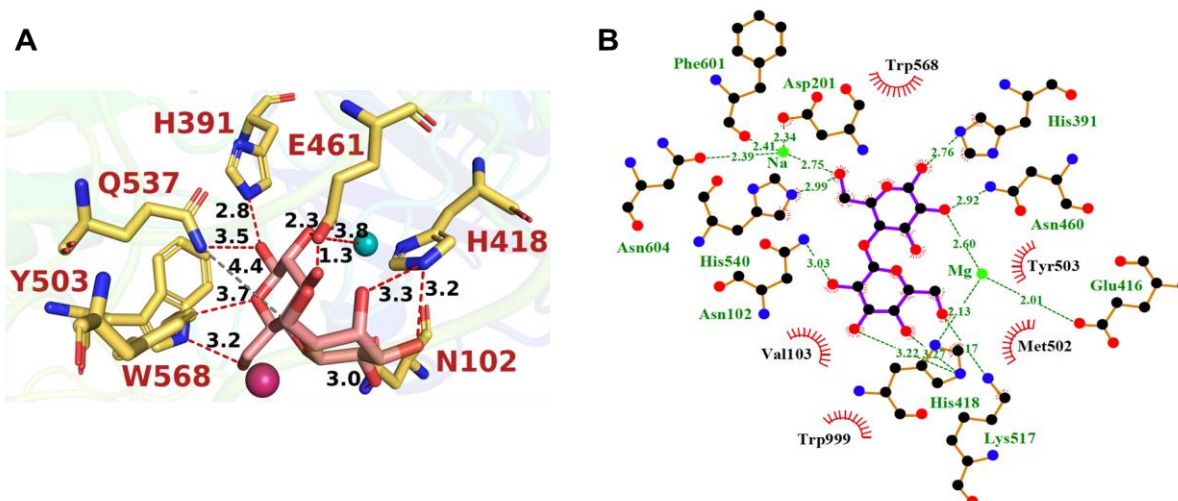 A
H391
E461
Q537
2.8
2.3
3.8
H418
3.5
1.3
4.4
Y503
3.3
3.2
3.7
3.2
W568
N102
3.0
B
Phe601
Trp568
Asp201
His391
2.34
2.41
2.76
2.39
Na
2.75
2.99
2.92
Asn460
Asn604
2.60
His540
3.03
Tyr503
Mg
Glu416
Asn102
2.01
2.13
Val103
Met502
3.22
3.27
17
His418
Trp999
Lys517